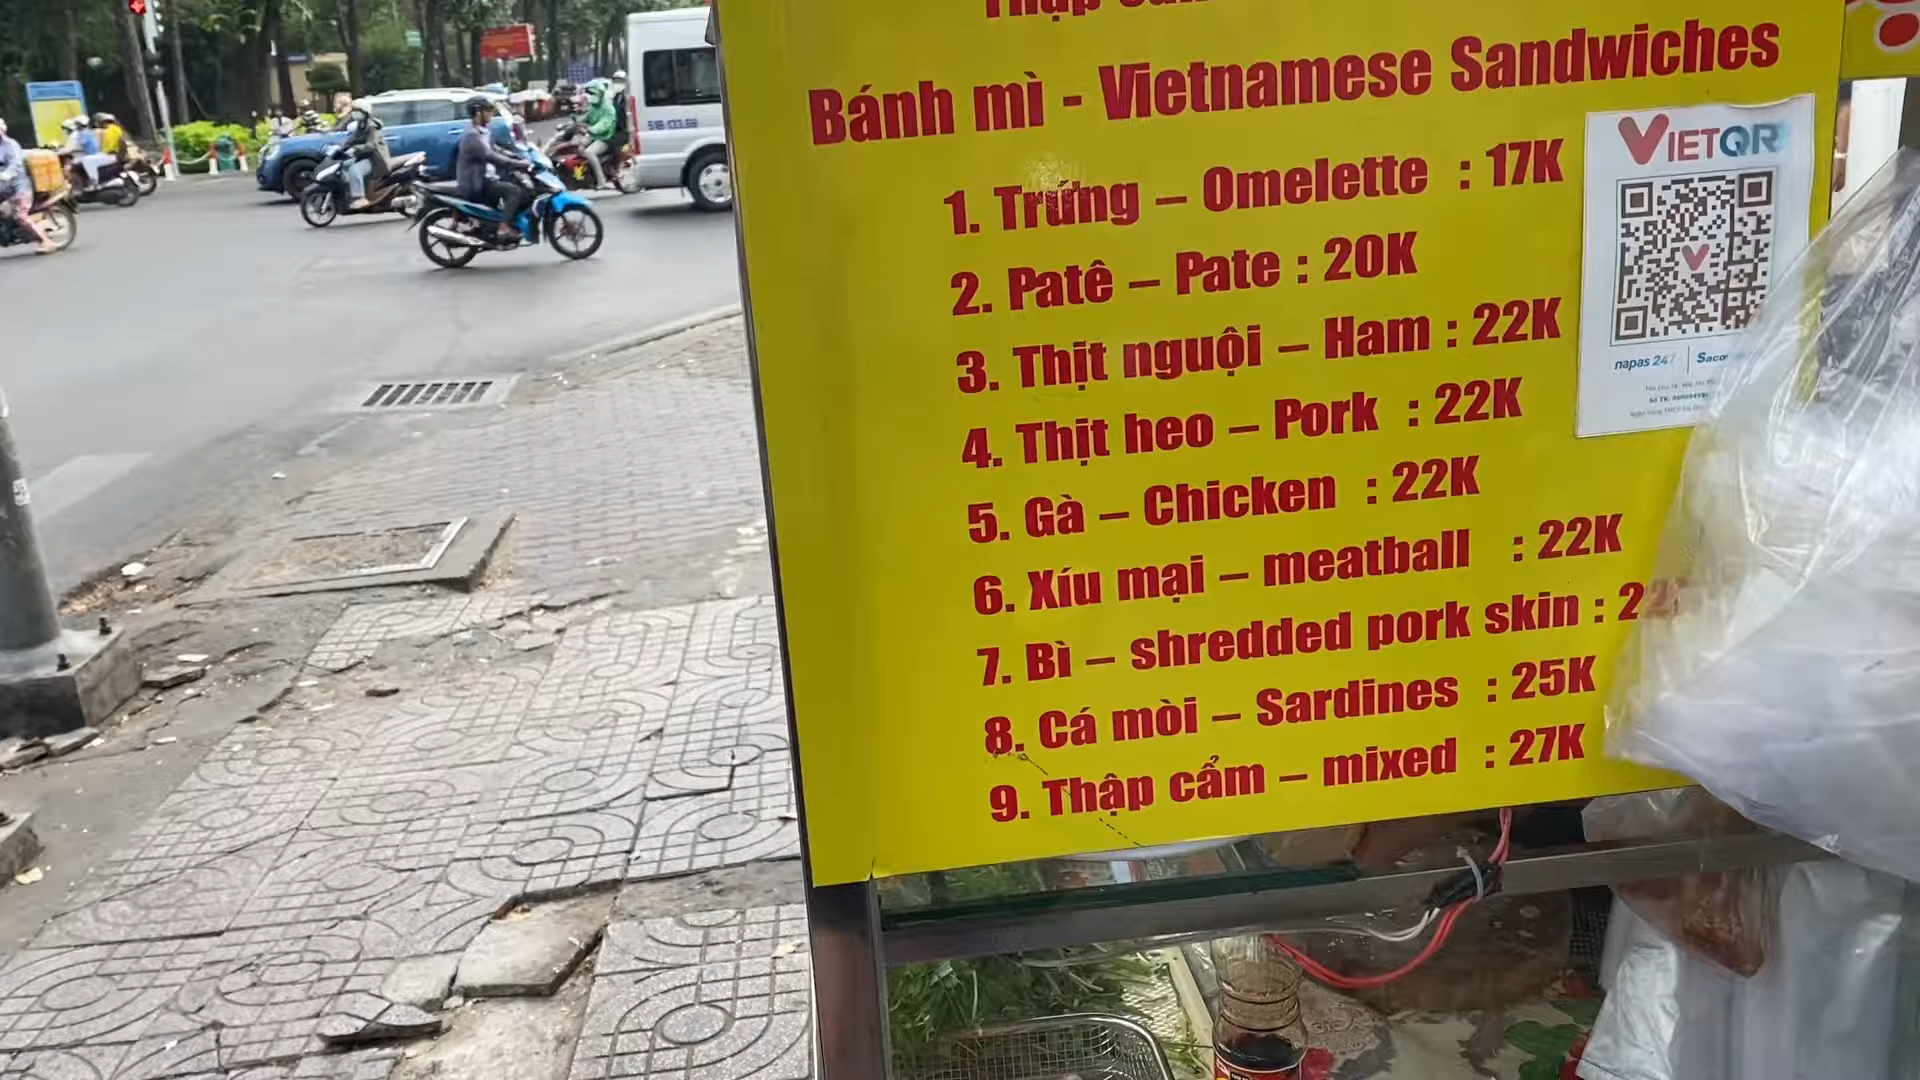 Bánh mì - Vietnamese Sandwiches
1. Trứng – Omelette : 17K
2. Patê – Pate : 20K
3. Thịt nguội – Ham : 22K
4. Thịt heo – Pork : 22K
5. Gà – Chicken : 22K
6. Xíu mại – meatball : 22K
7. Bì – shredded pork skin :
8. Cá mòi – Sardines : 25K
9. Thập cẩm – mixed : 27K
VIETQR
napas 247